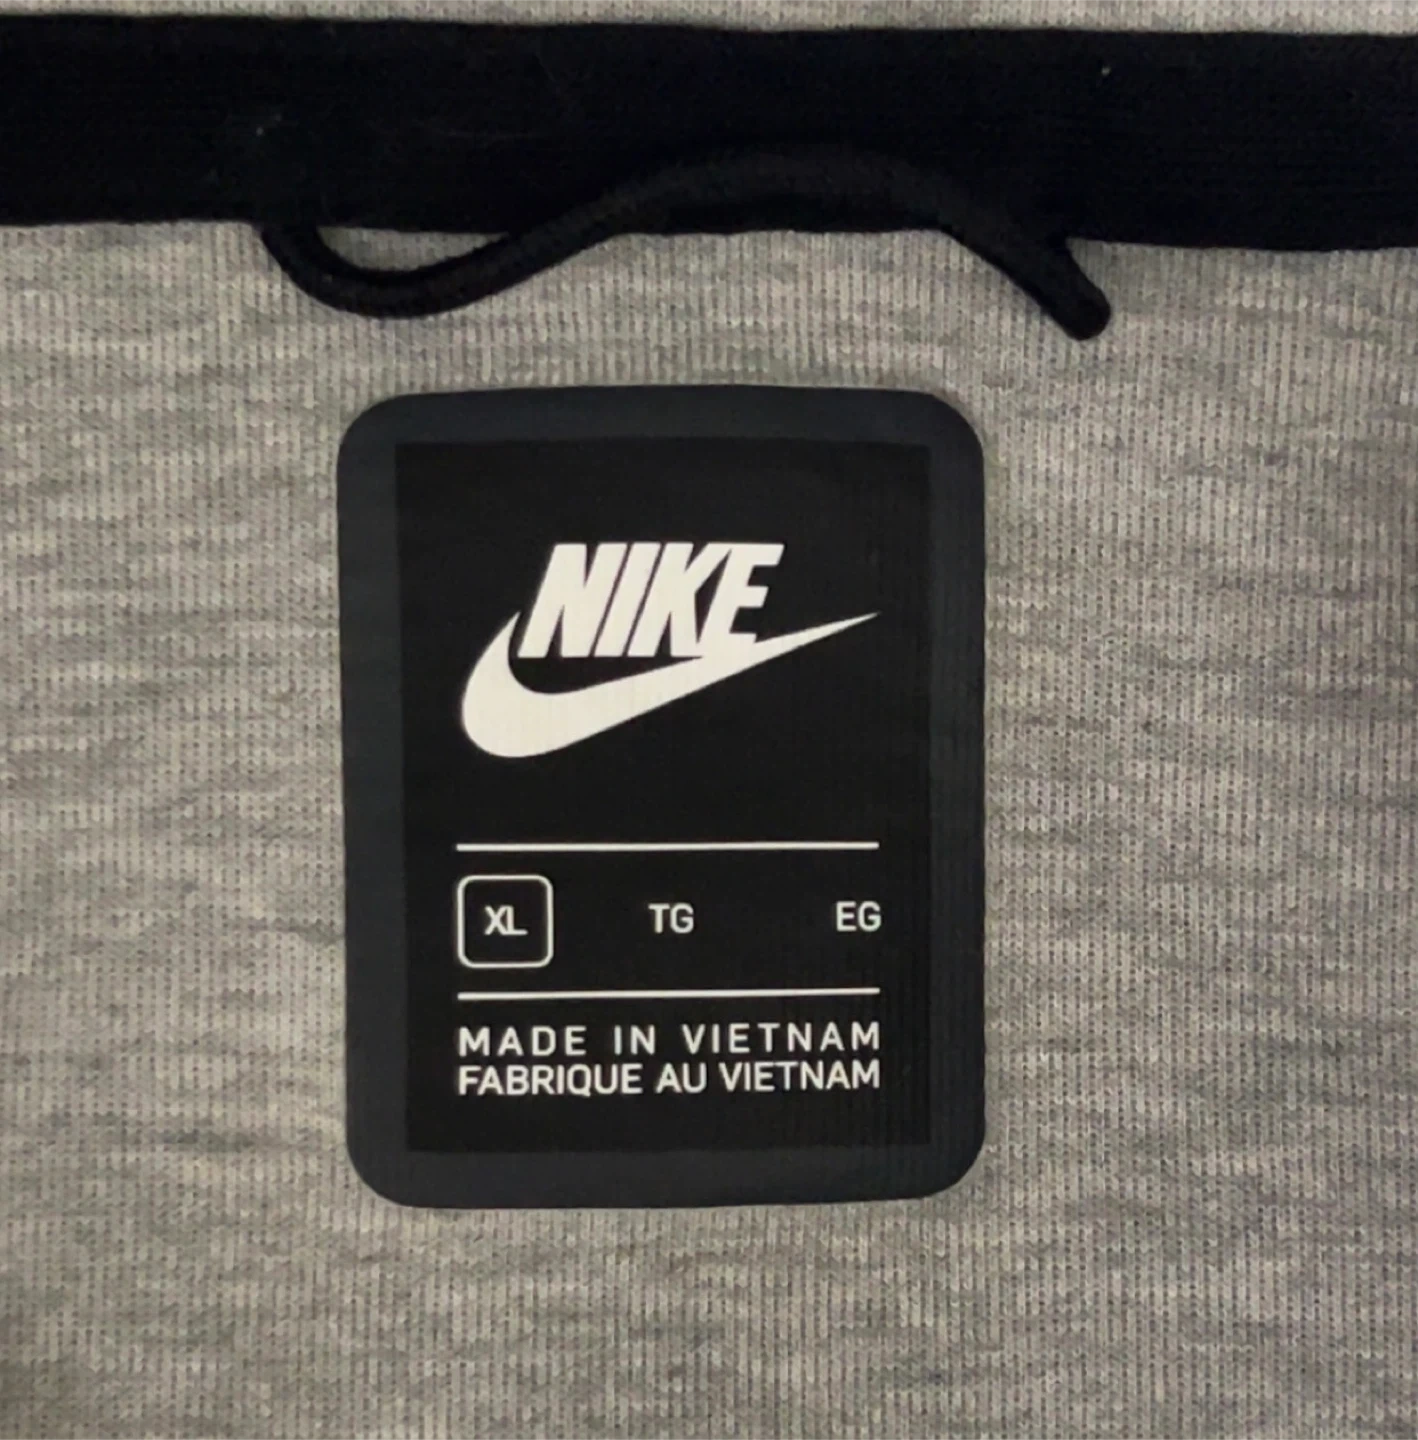 NIKE
XL TG EG
MADE IN VIETNAM
FABRIQUE AU VIETNAM